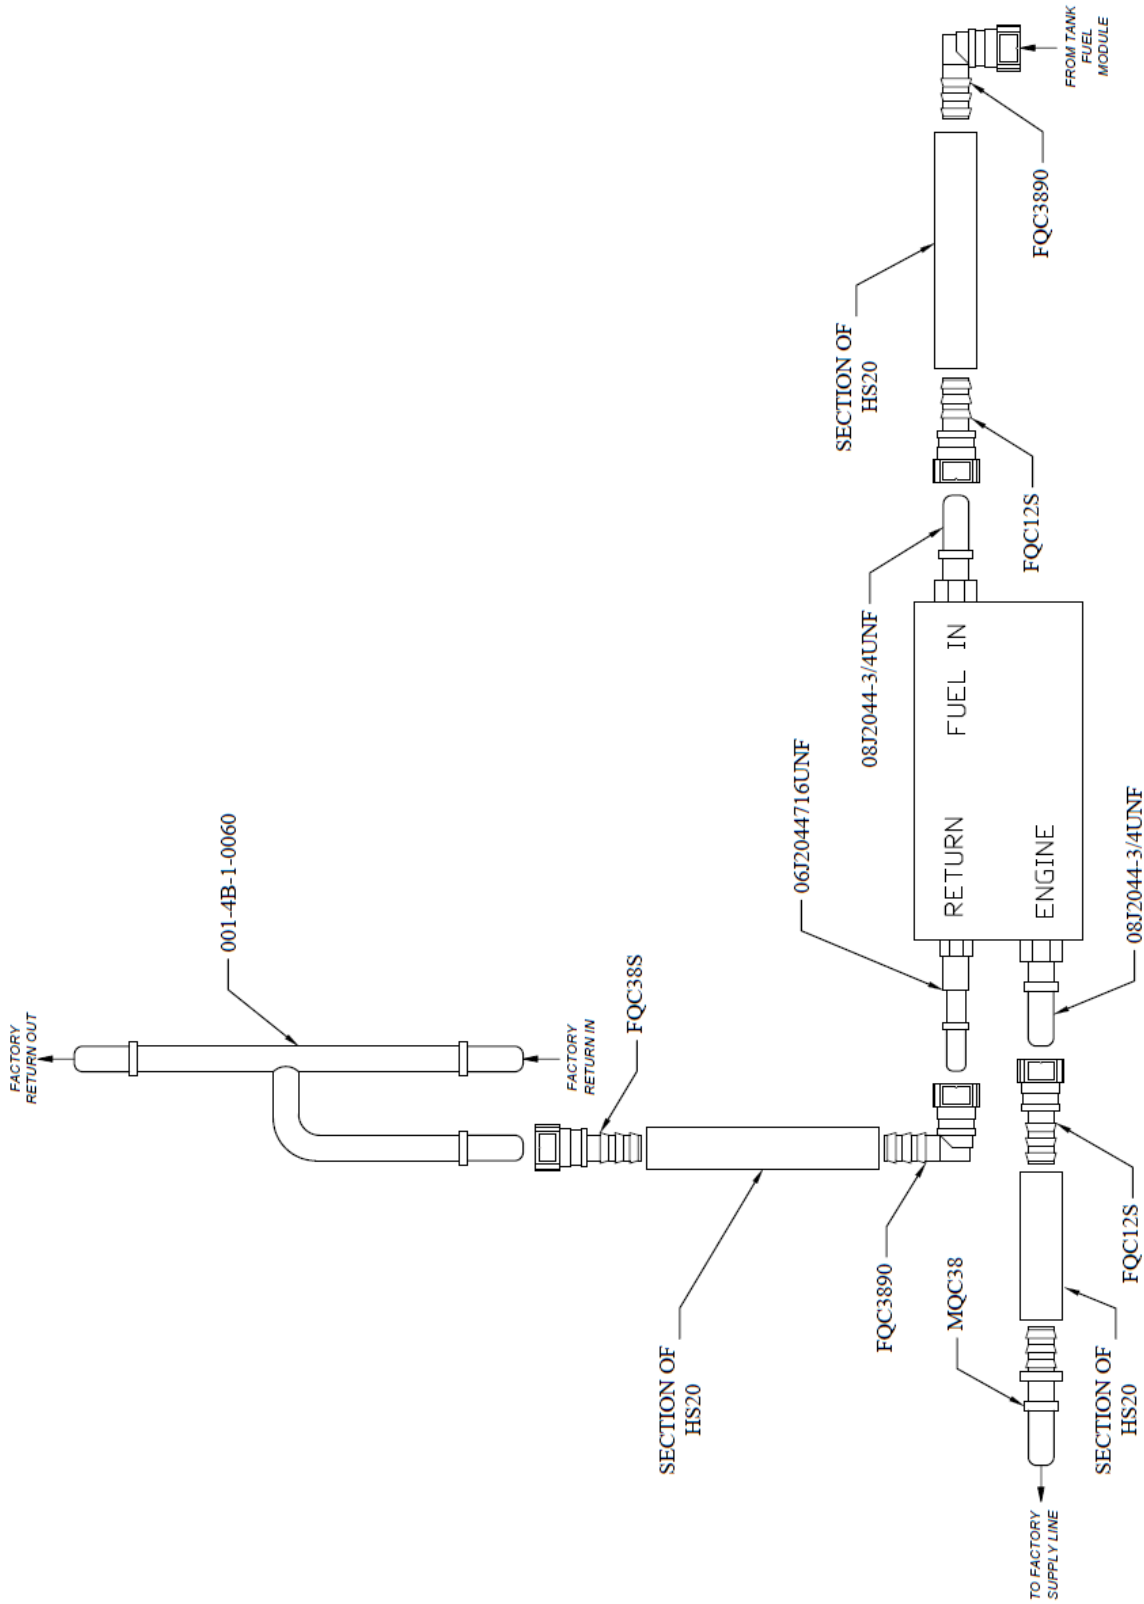 FACTORY
RETURN OUT
001-4B-1-0060
FACTORY
RETURN IN
FQC38S
SECTION OF
HS20
FQC3890
06J2044716UNF
RETURN
FUEL IN
ENGINE
08J2044-3/4UNF
SECTION OF
HS20
FQC12S
FQC3890
FROM TANK
FUEL
MODULE
MQC38
FQC12S
08J2044-3/4UNF
SECTION OF
HS20
TO FACTORY
SUPPLY LINE